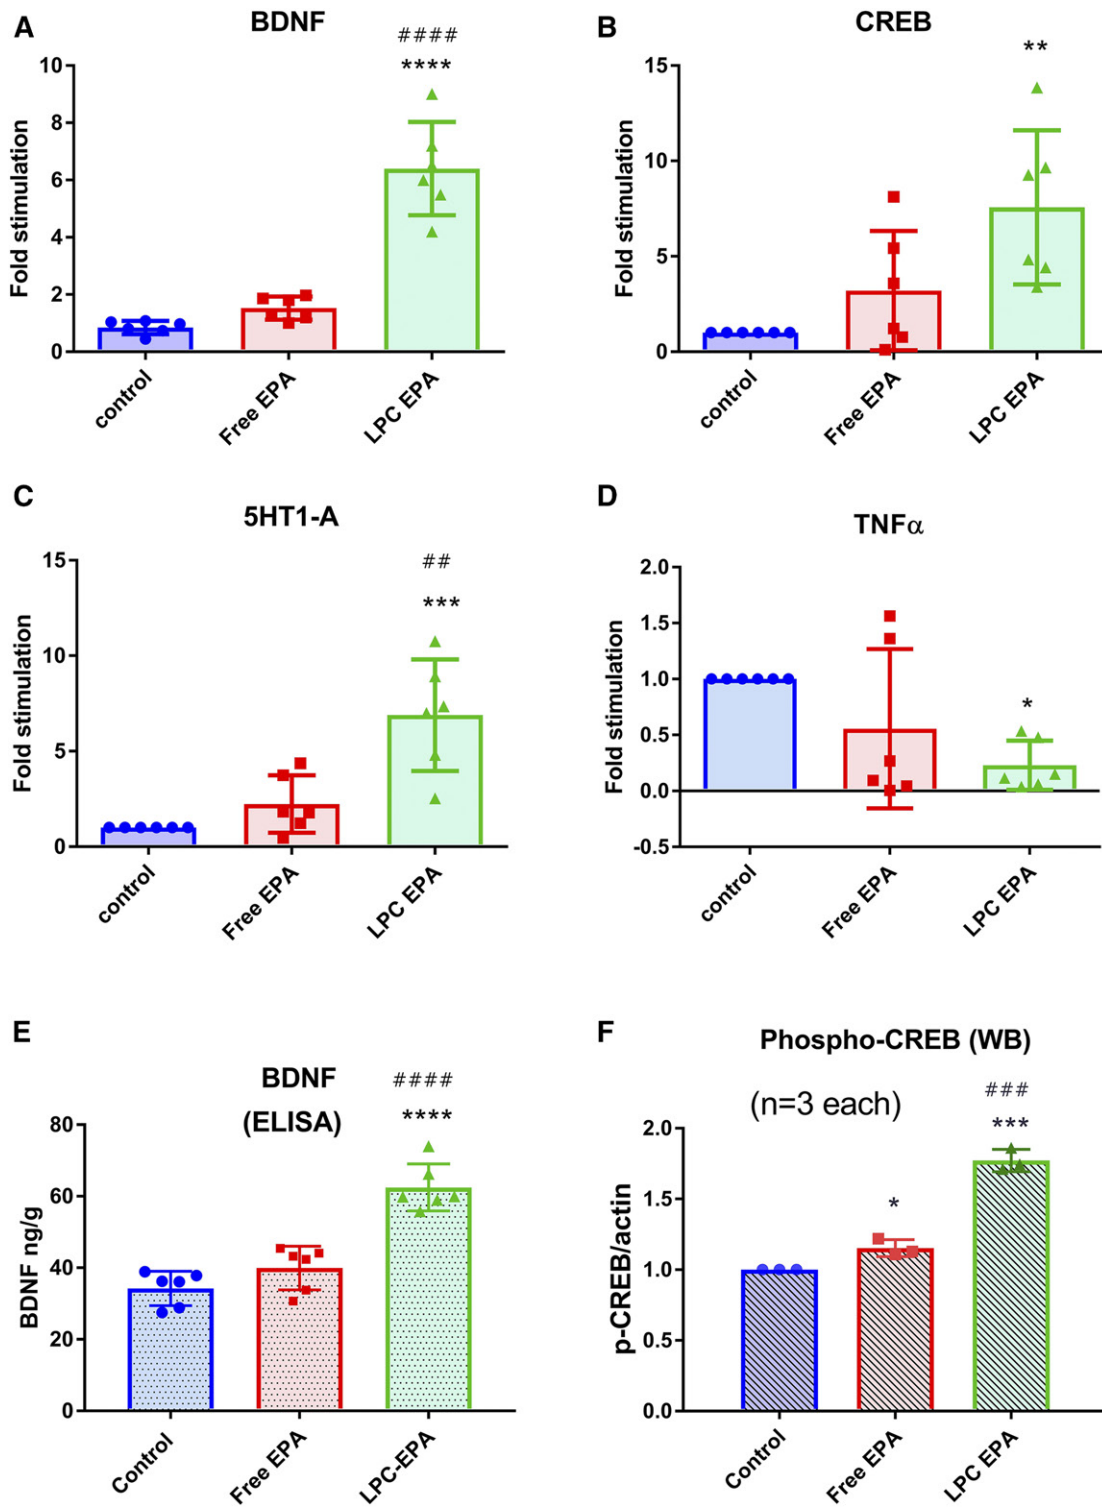 A
BDNF
####
****
10
8
6
4
2
0
Fold stimulation
control
Free EPA
LPC EPA
B
CREB
**
15
10
5
0
Fold stimulation
control
Free EPA
LPC EPA
C
5HT1-A
##
***
15
10
5
0
Fold stimulation
control
Free EPA
LPC EPA
D
TNFα
*
2.0
1.5
1.0
0.5
0.0
-0.5
Fold stimulation
control
Free EPA
LPC EPA
E
BDNF
(ELISA)
####
****
80
60
40
20
0
BDNF ng/g
Control
Free EPA
LPC-EPA
F
Phospho-CREB (WB)
(n=3 each)
###
***
*
2.0
1.5
1.0
0.5
0.0
p-CREB/actin
Control
Free EPA
LPC EPA